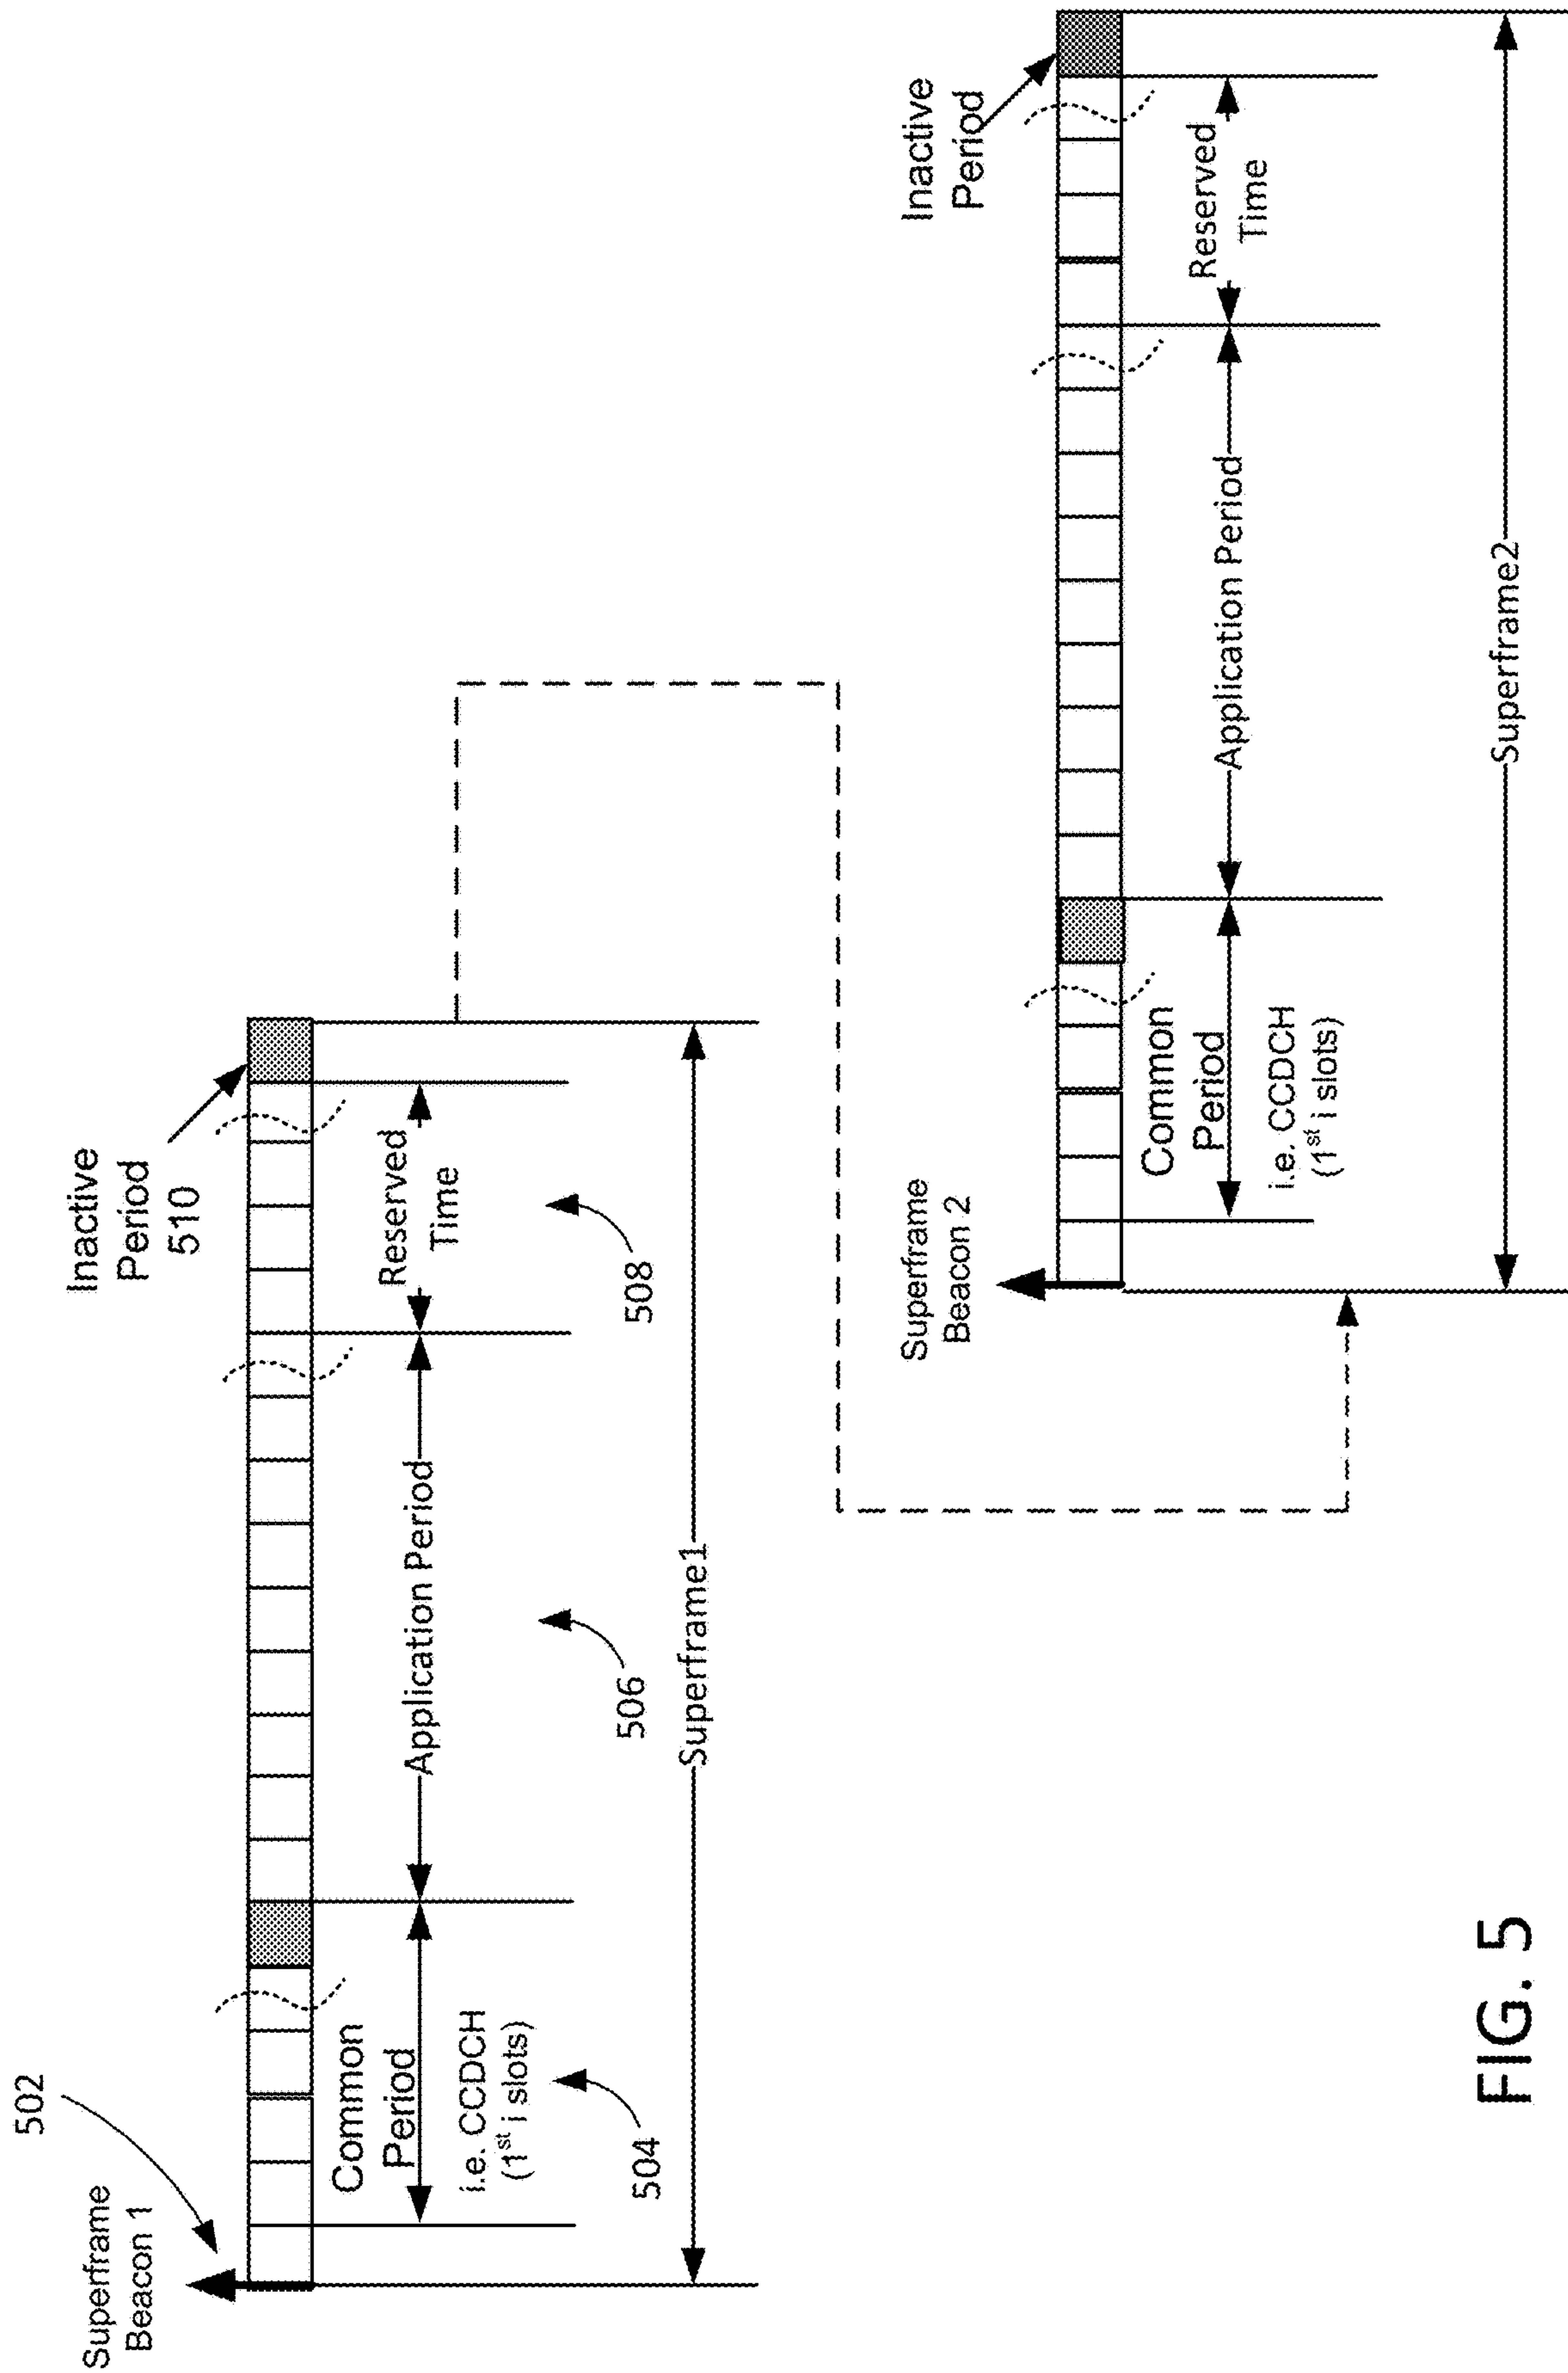 502
Superframe
Beacon 1
Inactive
Period
510
Common
Period
i.e. CCDCH
(1st i slots)
504
Application Period
506
Reserved
Time
508
Superframe1
Superframe
Beacon 2
Inactive
Period
Common
Period
i.e. CCDCH
(1st i slots)
Application Period
Reserved
Time
Superframe2
FIG. 5